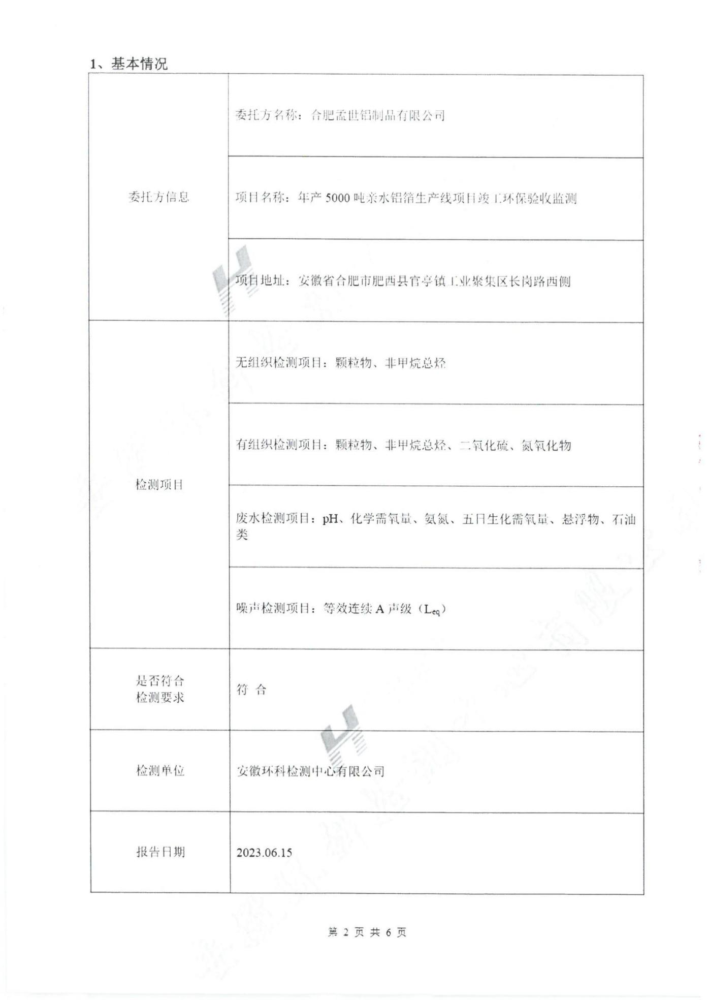 1、基本情况
委托方名称：合肥孟世铝制品有限公司
委托方信息
项目名称：年产 5000 吨亲水铝箔生产线项目竣工环保验收监测
项目地址：安徽省合肥市肥西县官亭镇工业聚集区长岗路西侧
无组织检测项目：颗粒物、非甲烷总烃
有组织检测项目：颗粒物、非甲烷总烃、二氧化硫、氮氧化物
检测项目
废水检测项目：pH、化学需氧量、氨氮、五日生化需氧量、悬浮物、石油
类
噪声检测项目：等效连续 A 声级（Leq）
是否符合
检测要求
符 合
检测单位
安徽环科检测中心有限公司
报告日期
2023.06.15
第 2 页 共 6 页